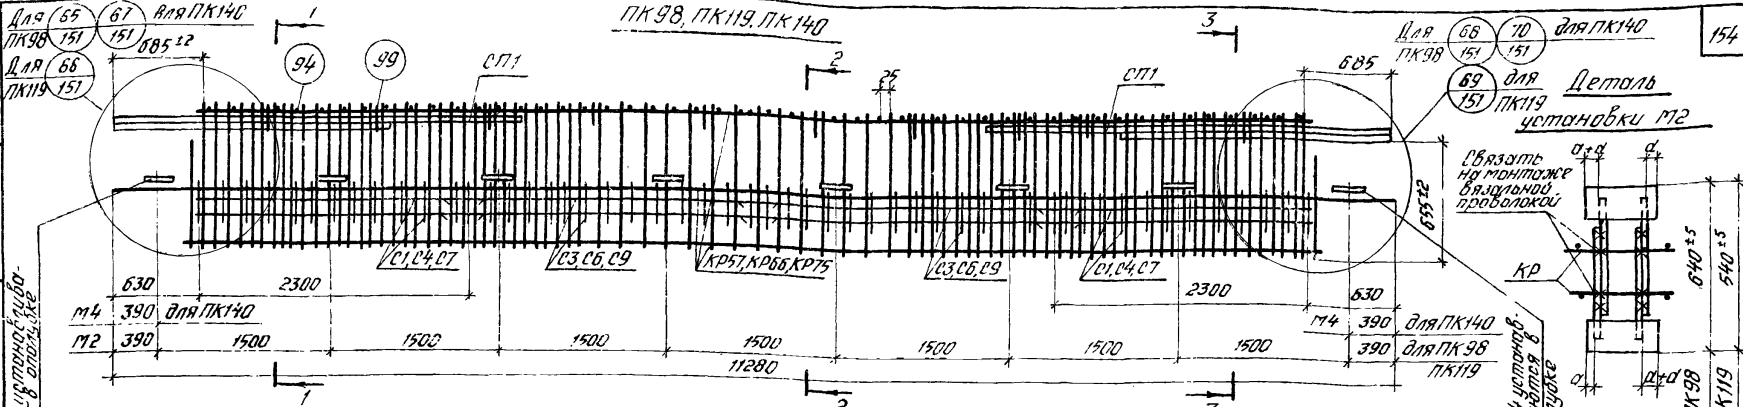 ПК98, ПК119, ПК140
154
Для 65/151 67/151 для ПК140
ПК98
685±2
Для 66/151
ПК119
94
99
СП1
1
2
25
3
СП1
685
Для 68/151 70/151 для ПК140
ПК98
69/151 для
ПК119
Деталь
установки М2
Связать
на монтаже
вязальной
проволокой
а+d
d
КР
640±5
540±5
655±2
С1,С4,С7
С3,С6,С9
КР57,КР66,КР75
С3,С6,С9
С1,С4,С7
630
2300
2300
630
М4 390 для ПК140
М4 390 для ПК140
М2 390 1500 1500 1500 1500 1500 1500 1500 390 для ПК98
ПК119
11280
1
2
3
а
а+d
ПК98
ПК119